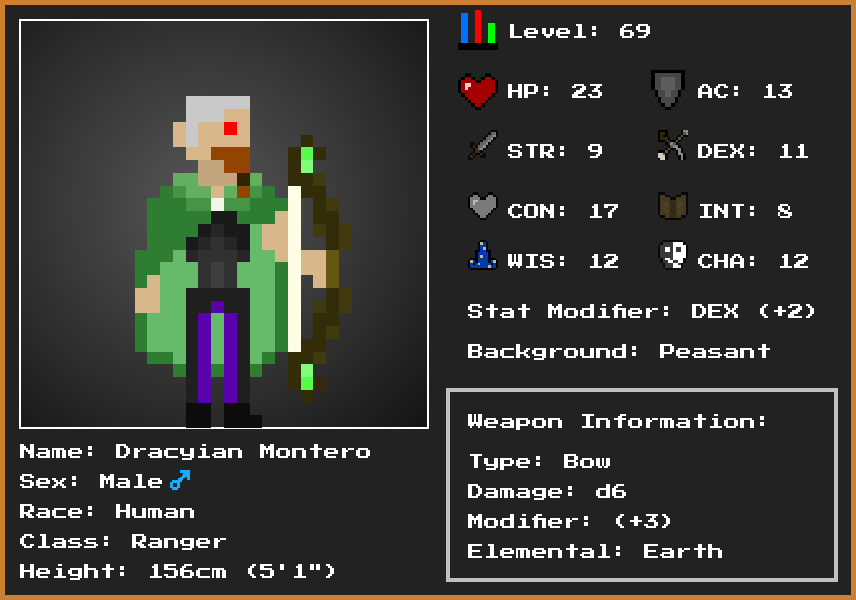 Level: 69
HP: 23 AC: 13
STR: 9 DEX: 11
CON: 17 INT: 8
WIS: 12 CHA: 12
Stat Modifier: DEX (+2)
Background: Peasant
Weapon Information:
Type: Bow
Damage: d6
Modifier: (+3)
Elemental: Earth
Name: Dracyian Montero
Sex: Male ♂
Race: Human
Class: Ranger
Height: 156cm (5'1")